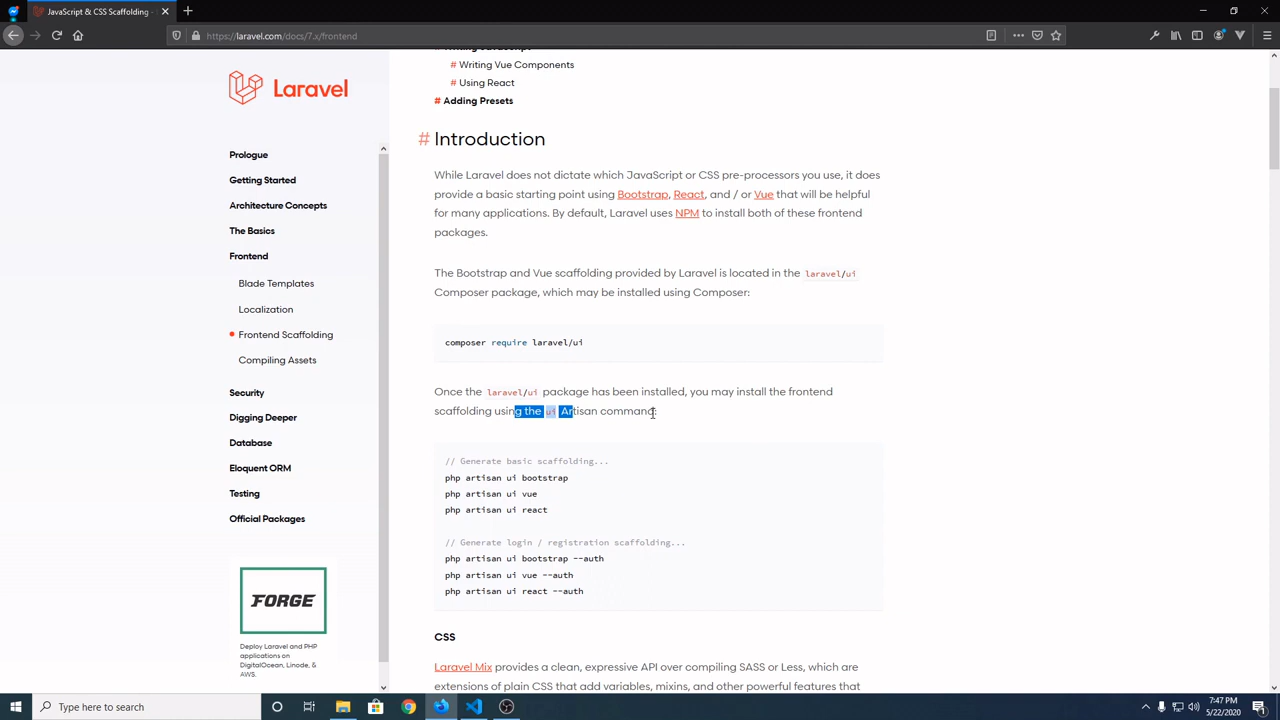 JavaScript & CSS Scaffolding -
https://laravel.com/docs/7.x/frontend
# Writing JavaScript
# Writing Vue Components
# Using React
# Adding Presets
Laravel
Prologue
Getting Started
Architecture Concepts
The Basics
Frontend
Blade Templates
Localization
Frontend Scaffolding
Compiling Assets
Security
Digging Deeper
Database
Eloquent ORM
Testing
Official Packages
FORGE
Deploy Laravel and PHP
applications on
DigitalOcean, Linode, &
AWS.
# Introduction
While Laravel does not dictate which JavaScript or CSS pre-processors you use, it does
provide a basic starting point using Bootstrap, React, and / or Vue that will be helpful
for many applications. By default, Laravel uses NPM to install both of these frontend
packages.
The Bootstrap and Vue scaffolding provided by Laravel is located in the laravel/ui
Composer package, which may be installed using Composer:
composer require laravel/ui
Once the laravel/ui package has been installed, you may install the frontend
scaffolding using the ui Artisan command:
// Generate basic scaffolding...
php artisan ui bootstrap
php artisan ui vue
php artisan ui react
// Generate login / registration scaffolding...
php artisan ui bootstrap --auth
php artisan ui vue --auth
php artisan ui react --auth
CSS
Laravel Mix provides a clean, expressive API over compiling SASS or Less, which are
extensions of plain CSS that add variables, mixins, and other powerful features that
Type here to search
7:47 PM
5/22/2020
1